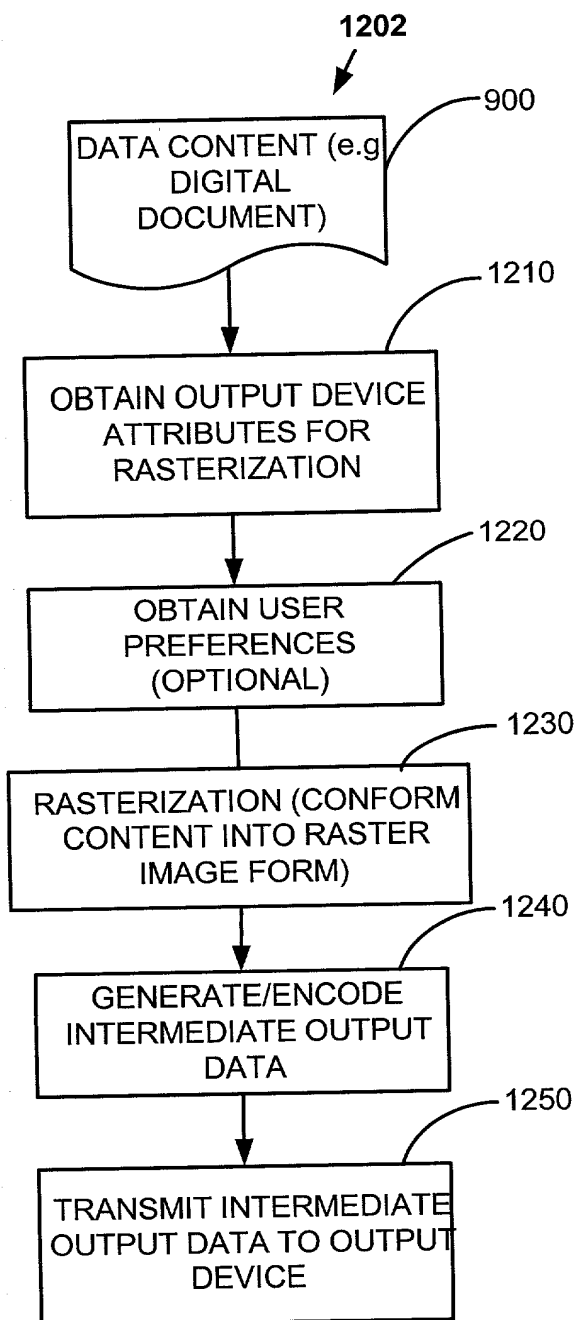 1202
900
DATA CONTENT (e.g
DIGITAL
DOCUMENT)
1210
OBTAIN OUTPUT DEVICE
ATTRIBUTES FOR
RASTERIZATION
1220
OBTAIN USER
PREFERENCES
(OPTIONAL)
1230
RASTERIZATION (CONFORM
CONTENT INTO RASTER
IMAGE FORM)
1240
GENERATE/ENCODE
INTERMEDIATE OUTPUT
DATA
1250
TRANSMIT INTERMEDIATE
OUTPUT DATA TO OUTPUT
DEVICE